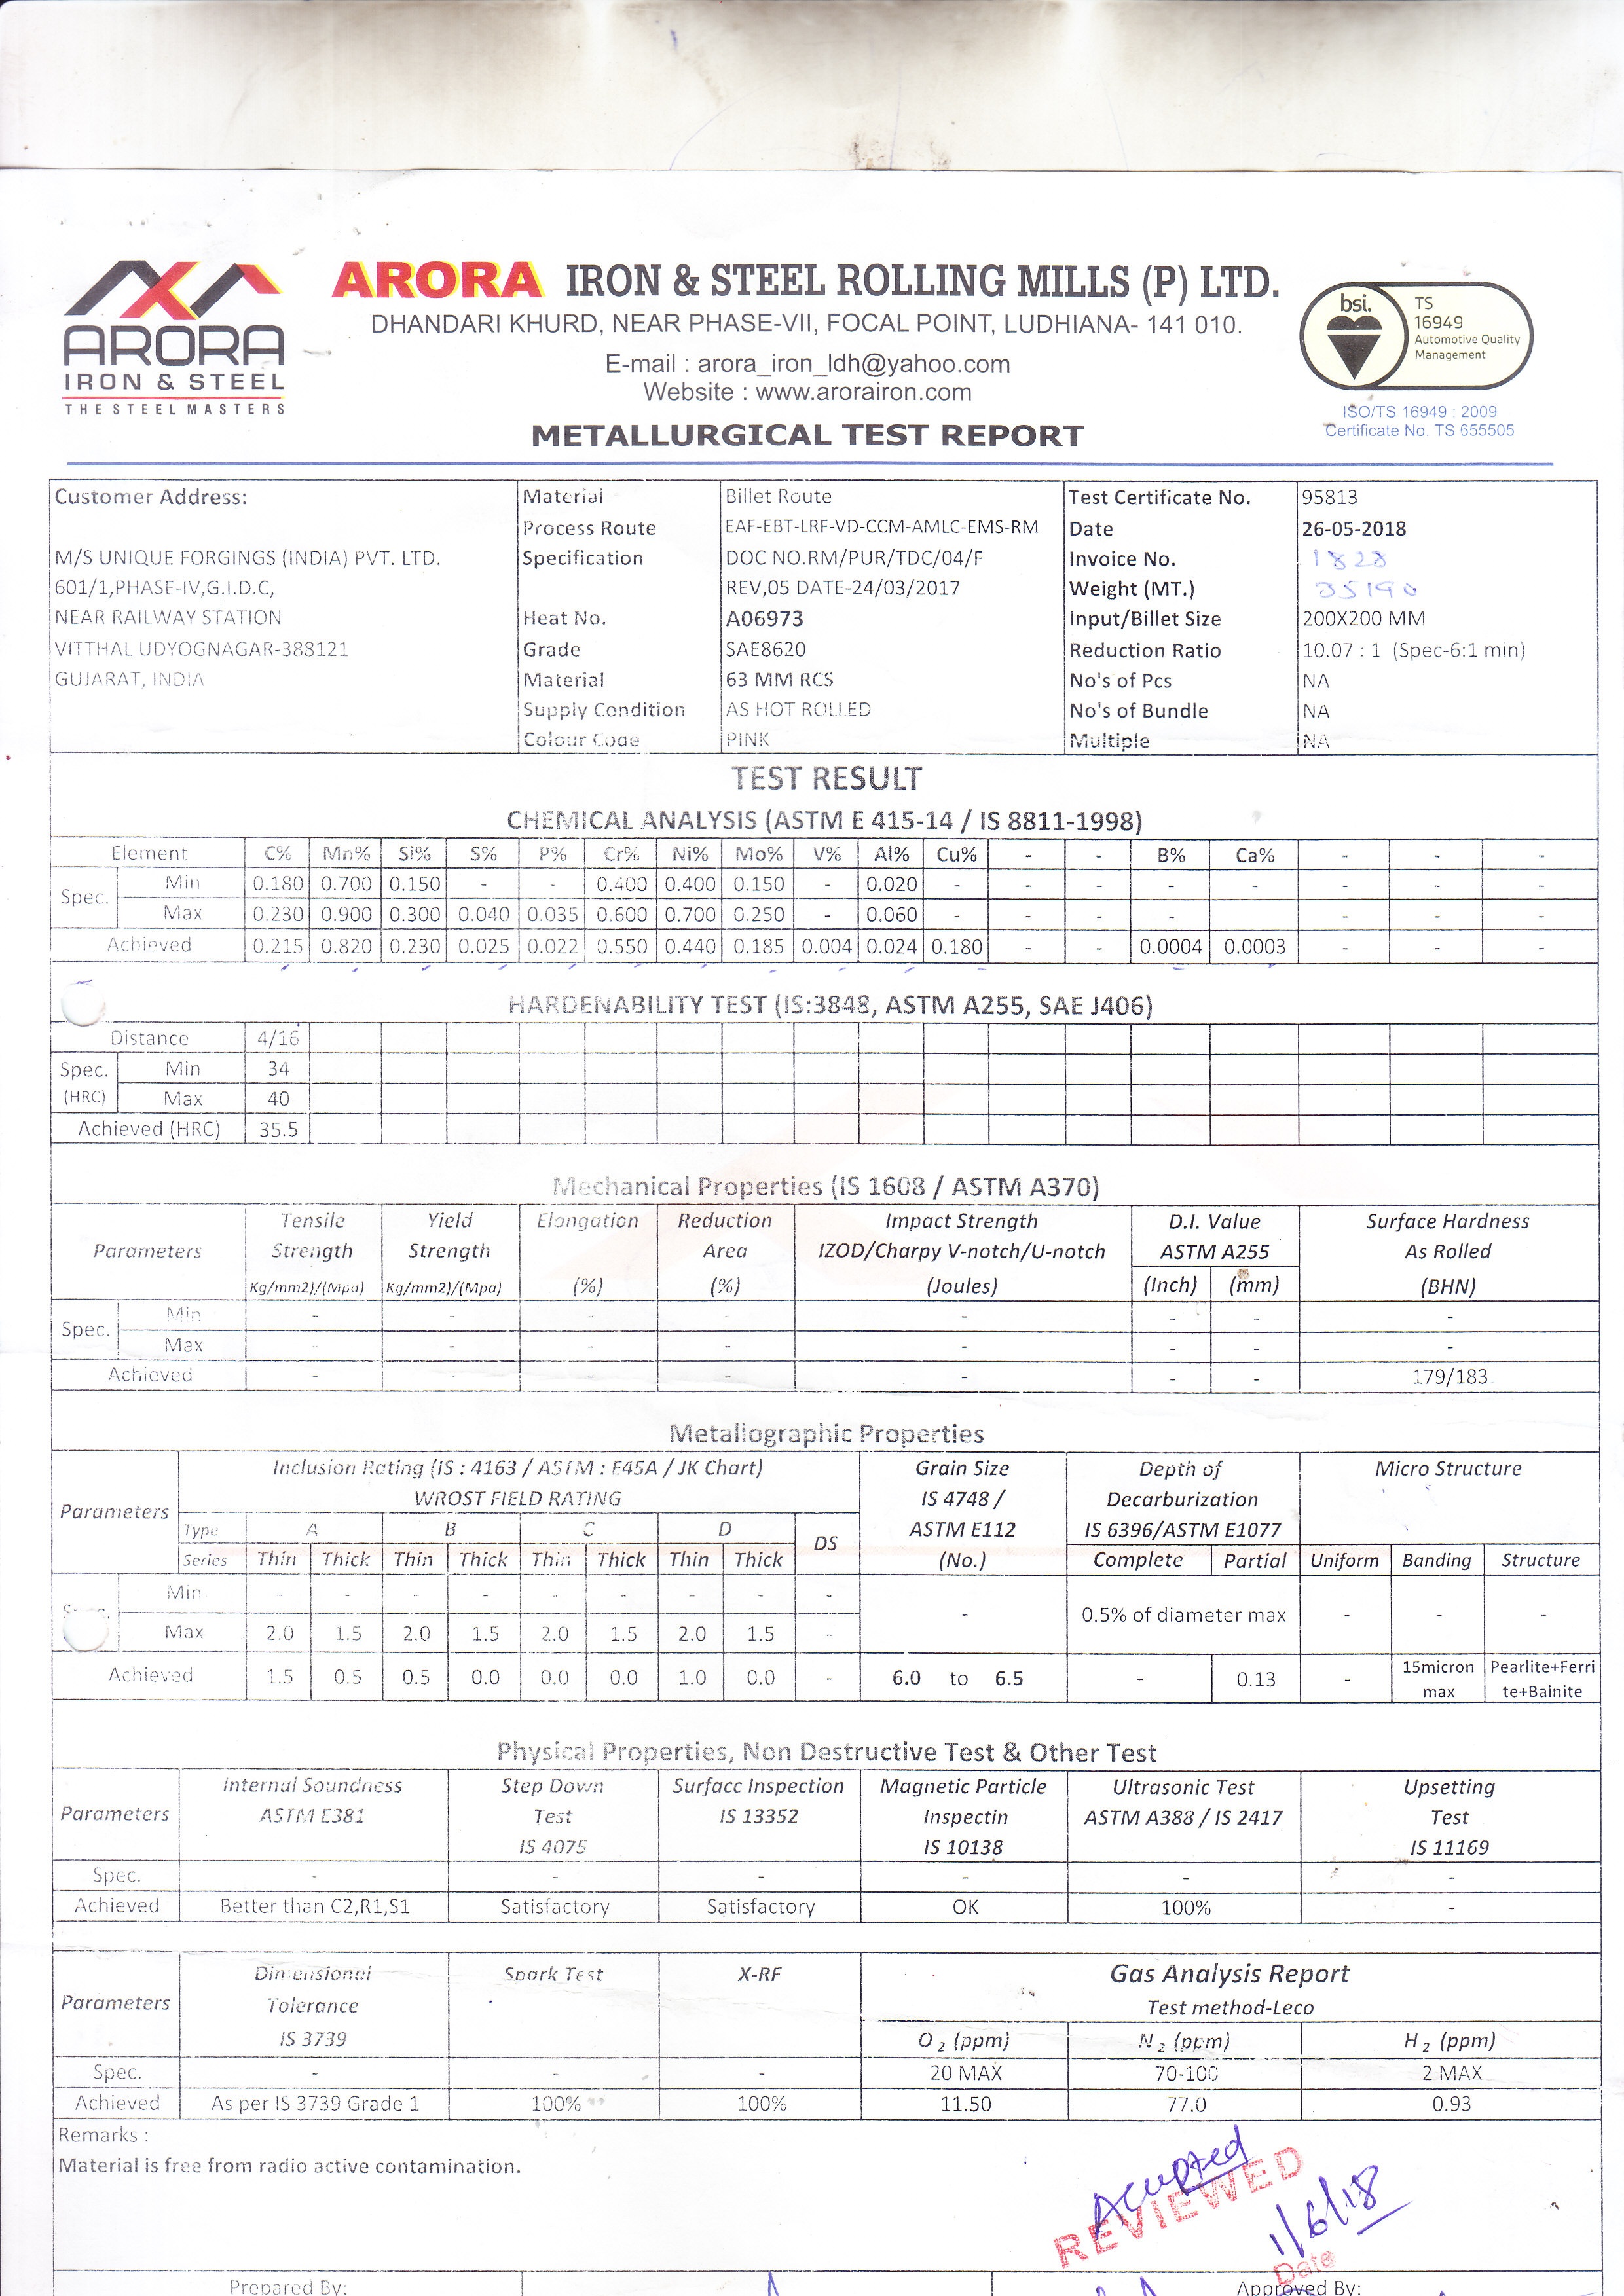 ARORA
IRON & STEEL
THE STEEL MASTERS
ARORA IRON & STEEL ROLLING MILLS (P) LTD.
DHANDARI KHURD, NEAR PHASE-VII, FOCAL POINT, LUDHIANA- 141 010.
E-mail : arora_iron_ldh@yahoo.com
Website : www.arorairon.com
METALLURGICAL TEST REPORT
bsi.
TS
16949
Automotive Quality
Management
ISO/TS 16949 : 2009
Certificate No. TS 655505
Customer Address: Material Billet Route Test Certificate No. 95813
Process Route EAF-EBT-LRF-VD-CCM-AMLC-EMS-RM Date 26-05-2018
M/S UNIQUE FORGINGS (INDIA) PVT. LTD. Specification DOC NO.RM/PUR/TDC/04/F Invoice No. 1828
601/1,PHASE-IV,G.I.D.C, REV,05 DATE-24/03/2017 Weight (MT.) 35190
NEAR RAILWAY STATION Heat No. A06973 Input/Billet Size 200X200 MM
VITTHAL UDYOGNAGAR-388121 Grade SAE8620 Reduction Ratio 10.07 : 1 (Spec-6:1 min)
GUJARAT, INDIA Material 63 MM RCS No's of Pcs NA
Supply Condition AS HOT ROLLED No's of Bundle NA
Colour Code PINK Multiple NA
TEST RESULT
CHEMICAL ANALYSIS (ASTM E 415-14 / IS 8811-1998)
Element C% Mn% Si% S% P% Cr% Ni% Mo% V% Al% Cu% - - B% Ca% - - -
Spec. Min 0.180 0.700 0.150 - - 0.400 0.400 0.150 - 0.020 - - - - - - - -
Max 0.230 0.900 0.300 0.040 0.035 0.600 0.700 0.250 - 0.060 - - - - - - -
Achieved 0.215 0.820 0.230 0.025 0.022 0.550 0.440 0.185 0.004 0.024 0.180 - - 0.0004 0.0003 - - -
HARDENABILITY TEST (IS:3848, ASTM A255, SAE J406)
Distance 4/16
Spec. Min 34
(HRC) Max 40
Achieved (HRC) 35.5
Mechanical Properties (IS 1608 / ASTM A370)
Tensile Yield Elongation Reduction Impact Strength D.I. Value Surface Hardness
Parameters Strength Strength Area IZOD/Charpy V-notch/U-notch ASTM A255 As Rolled
Kg/mm2)/(Mpa) Kg/mm2)/(Mpa) (%) (%) (Joules) (Inch) (mm) (BHN)
Spec. Min - - - - - - - -
Max - - - - - - - -
Achieved - - - - - - - 179/183
Metallographic Properties
Inclusion Rating (IS : 4163 / ASTM : E45A / JK Chart) Grain Size Depth of Micro Structure
WROST FIELD RATING IS 4748 / Decarburization
Parameters Type A B C D DS ASTM E112 IS 6396/ASTM E1077
Series Thin Thick Thin Thick Thin Thick Thin Thick (No.) Complete Partial Uniform Banding Structure
Min - - - - - - - - -
- 0.5% of diameter max - - -
Max 2.0 1.5 2.0 1.5 2.0 1.5 2.0 1.5 -
Achieved 1.5 0.5 0.5 0.0 0.0 0.0 1.0 0.0 - 6.0 to 6.5 - 0.13 - 15micron Pearlite+Ferri
max te+Bainite
Physical Properties, Non Destructive Test & Other Test
Internal Soundness Step Down Surface Inspection Magnetic Particle Ultrasonic Test Upsetting
Parameters ASTM E381 Test IS 13352 Inspectin ASTM A388 / IS 2417 Test
IS 4075 IS 10138 IS 11169
Spec. - - - - - -
Achieved Better than C2,R1,S1 Satisfactory Satisfactory OK 100% -
Dimensional Spark Test X-RF Gas Analysis Report
Parameters Tolerance Test method-Leco
IS 3739 O 2 (ppm) N 2 (ppm) H 2 (ppm)
Spec. - - - 20 MAX 70-100 2 MAX
Achieved As per IS 3739 Grade 1 100% 100% 11.50 77.0 0.93
Remarks :
Material is free from radio active contamination.
Accepted
REVIEWED
1/6/18
Date
Prepared By: Approved By: